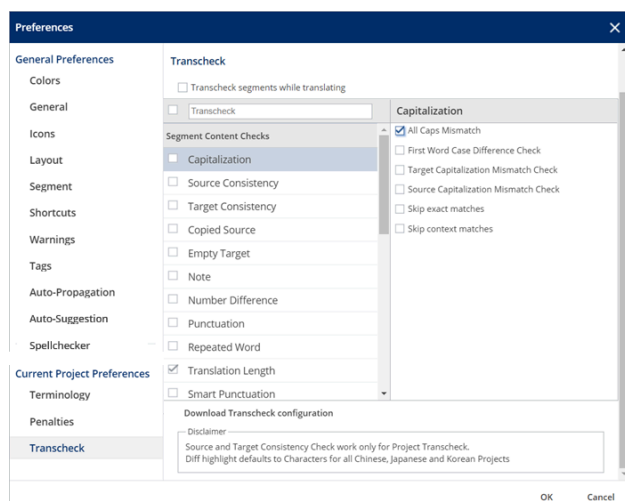 Preferences
General Preferences
Colors
General
Icons
Layout
Segment
Shortcuts
Warnings
Tags
Auto-Propagation
Auto-Suggestion
Spellchecker
Current Project Preferences
Terminology
Penalties
Transcheck
Transcheck
Transcheck segments while translating
Transcheck
Segment Content Checks
Capitalization
Source Consistency
Target Consistency
Copied Source
Empty Target
Note
Number Difference
Punctuation
Repeated Word
Translation Length
Smart Punctuation
Capitalization
All Caps Mismatch
First Word Case Difference Check
Target Capitalization Mismatch Check
Source Capitalization Mismatch Check
Skip exact matches
Skip context matches
Download Transcheck configuration
Disclaimer
Source and Target Consistency Check work only for Project Transcheck.
Diff highlight defaults to Characters for all Chinese, Japanese and Korean Projects
OK Cancel